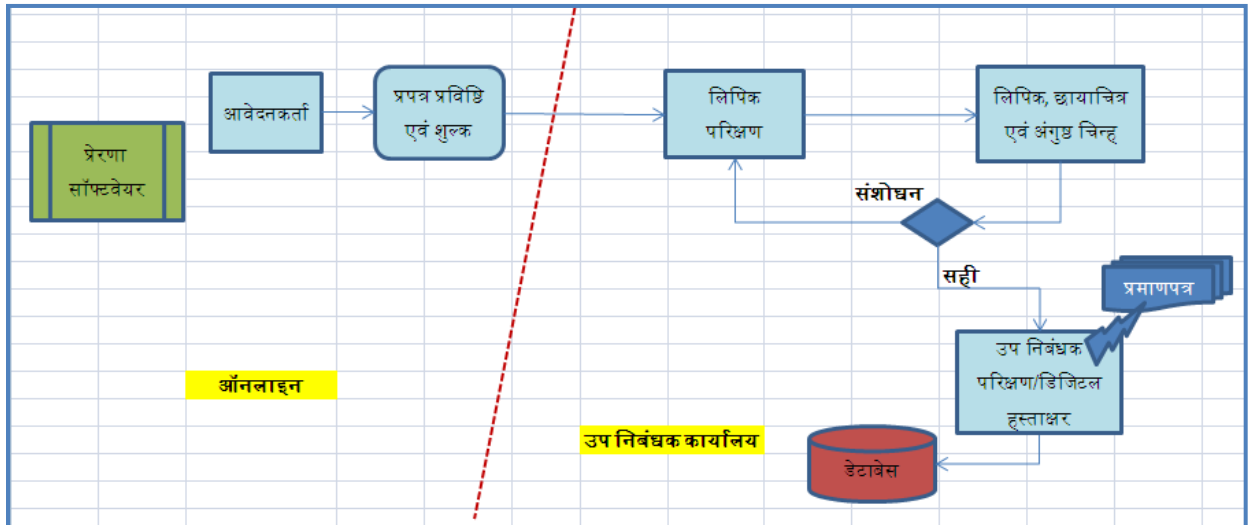 प्रेरणा
सॉफ्टवेयर
आवेदनकर्ता
प्रपत्र प्रविष्टि
एवं शुल्क
लिपिक
परिक्षण
लिपिक, छायाचित्र
एवं अंगुष्ठ चिन्ह
संशोधन
सही
प्रमाणपत्र
उप निबंधक
परिक्षण/डिजिटल
हस्ताक्षर
ऑनलाइन
उप निबंधक कार्यालय
डेटाबेस